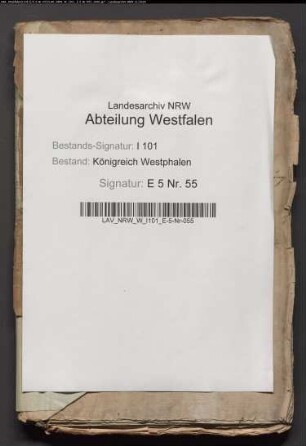 Landesarchiv NRW
Abteilung Westfalen
Bestands-Signatur: I 101
Bestand: Königreich Westphalen
Signatur: E 5 Nr. 55
LAV_NRW_W_I101_E-5-Nr-055